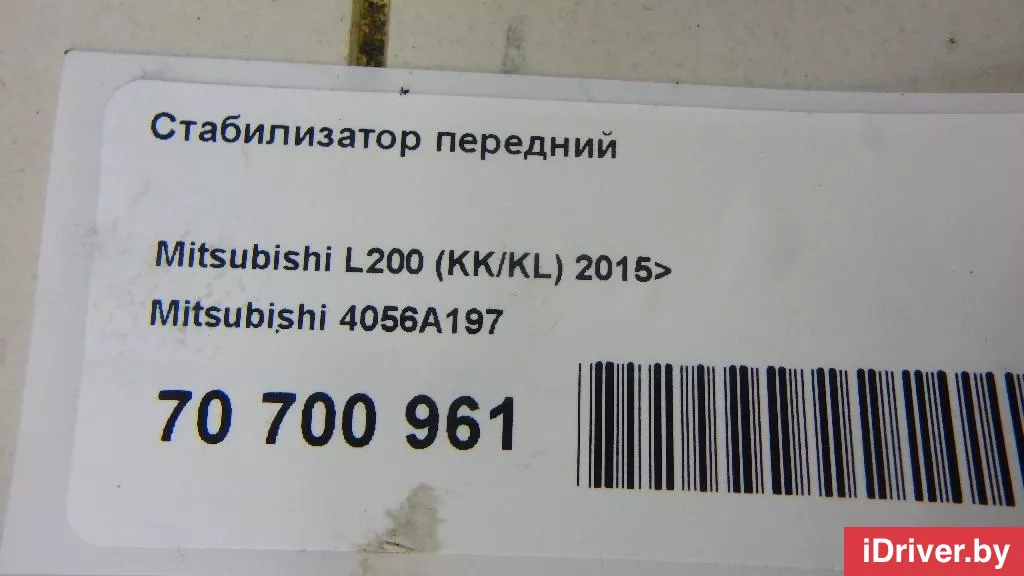 Стабилизатор передний
Mitsubishi L200 (KK/KL) 2015>
Mitsubishi 4056A197
70 700 961
iDriver.by